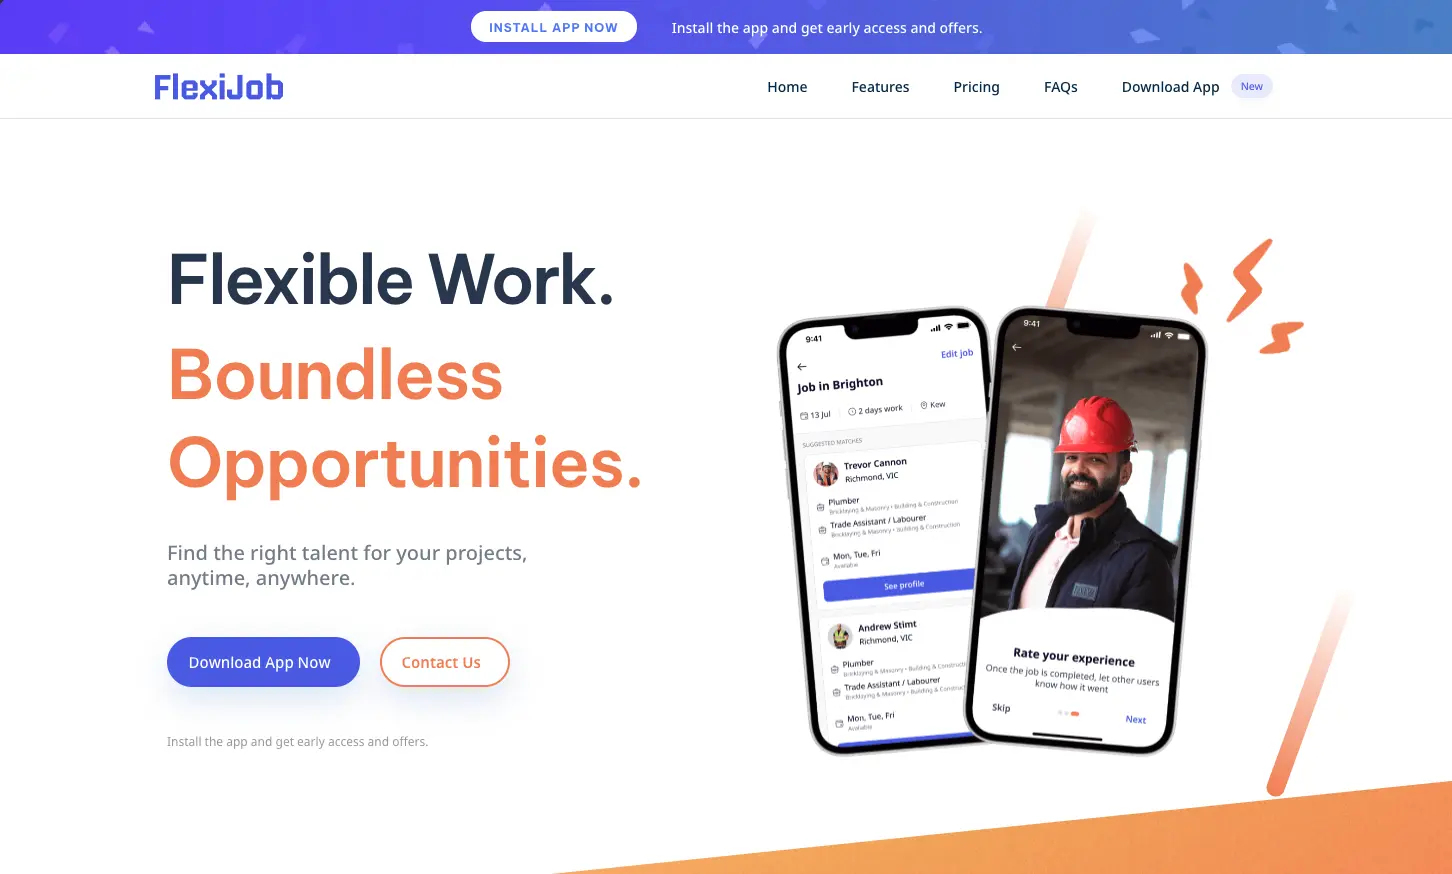 INSTALL APP NOW
Install the app and get early access and offers.
FlexiJob
Home
Features
Pricing
FAQs
Download App
New
Flexible Work.
Boundless
Opportunities.
Find the right talent for your projects,
anytime, anywhere.
Download App Now
Contact Us
Install the app and get early access and offers.
9:41
Edit job
Job in Brighton
13 Jul
2 days work
Kew
SUGGESTED MATCHES
Trevor Cannon
Richmond, VIC
Plumber
Bricklaying & Masonry • Building & Construction
Trade Assistant / Labourer
Bricklaying & Masonry • Building & Construction
Mon, Tue, Fri
Available
See profile
Andrew Stimt
Richmond, VIC
Plumber
Bricklaying & Masonry • Building & Constructi
Trade Assistant / Labourer
Bricklaying & Masonry • Building & Construc
Mon, Tue, Fri
Available
9:41
Rate your experience
Once the job is completed, let other users
know how it went
Skip
Next